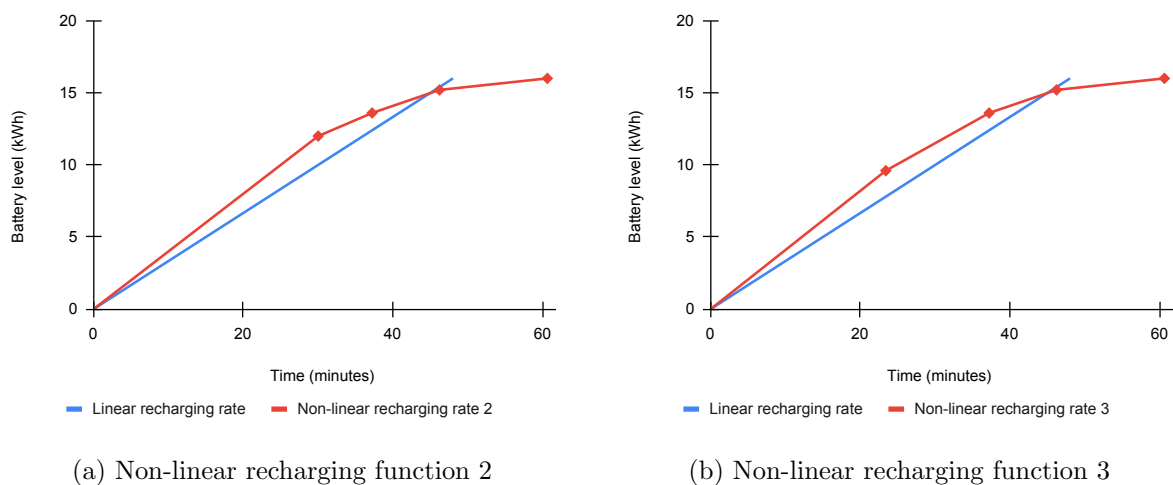 20
15
10
5
0
Battery level (kWh)
0 20 40 60
Time (minutes)
Linear recharging rate Non-linear recharging rate 2
(a) Non-linear recharging function 2
20
15
10
5
0
Battery level (kWh)
0 20 40 60
Time (minutes)
Linear recharging rate Non-linear recharging rate 3
(b) Non-linear recharging function 3